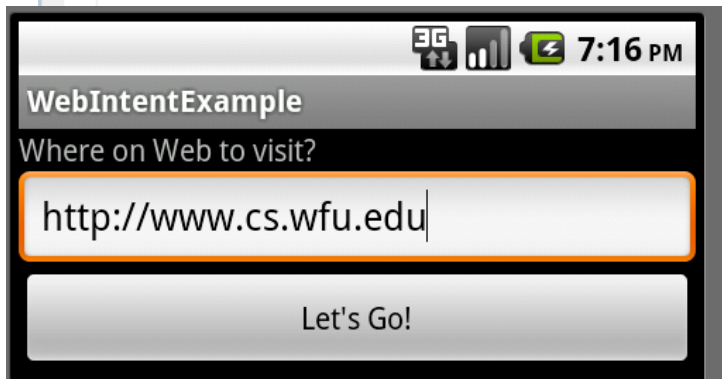 3G 7:16 PM
WebIntentExample
Where on Web to visit?
http://www.cs.wfu.edu
Let's Go!